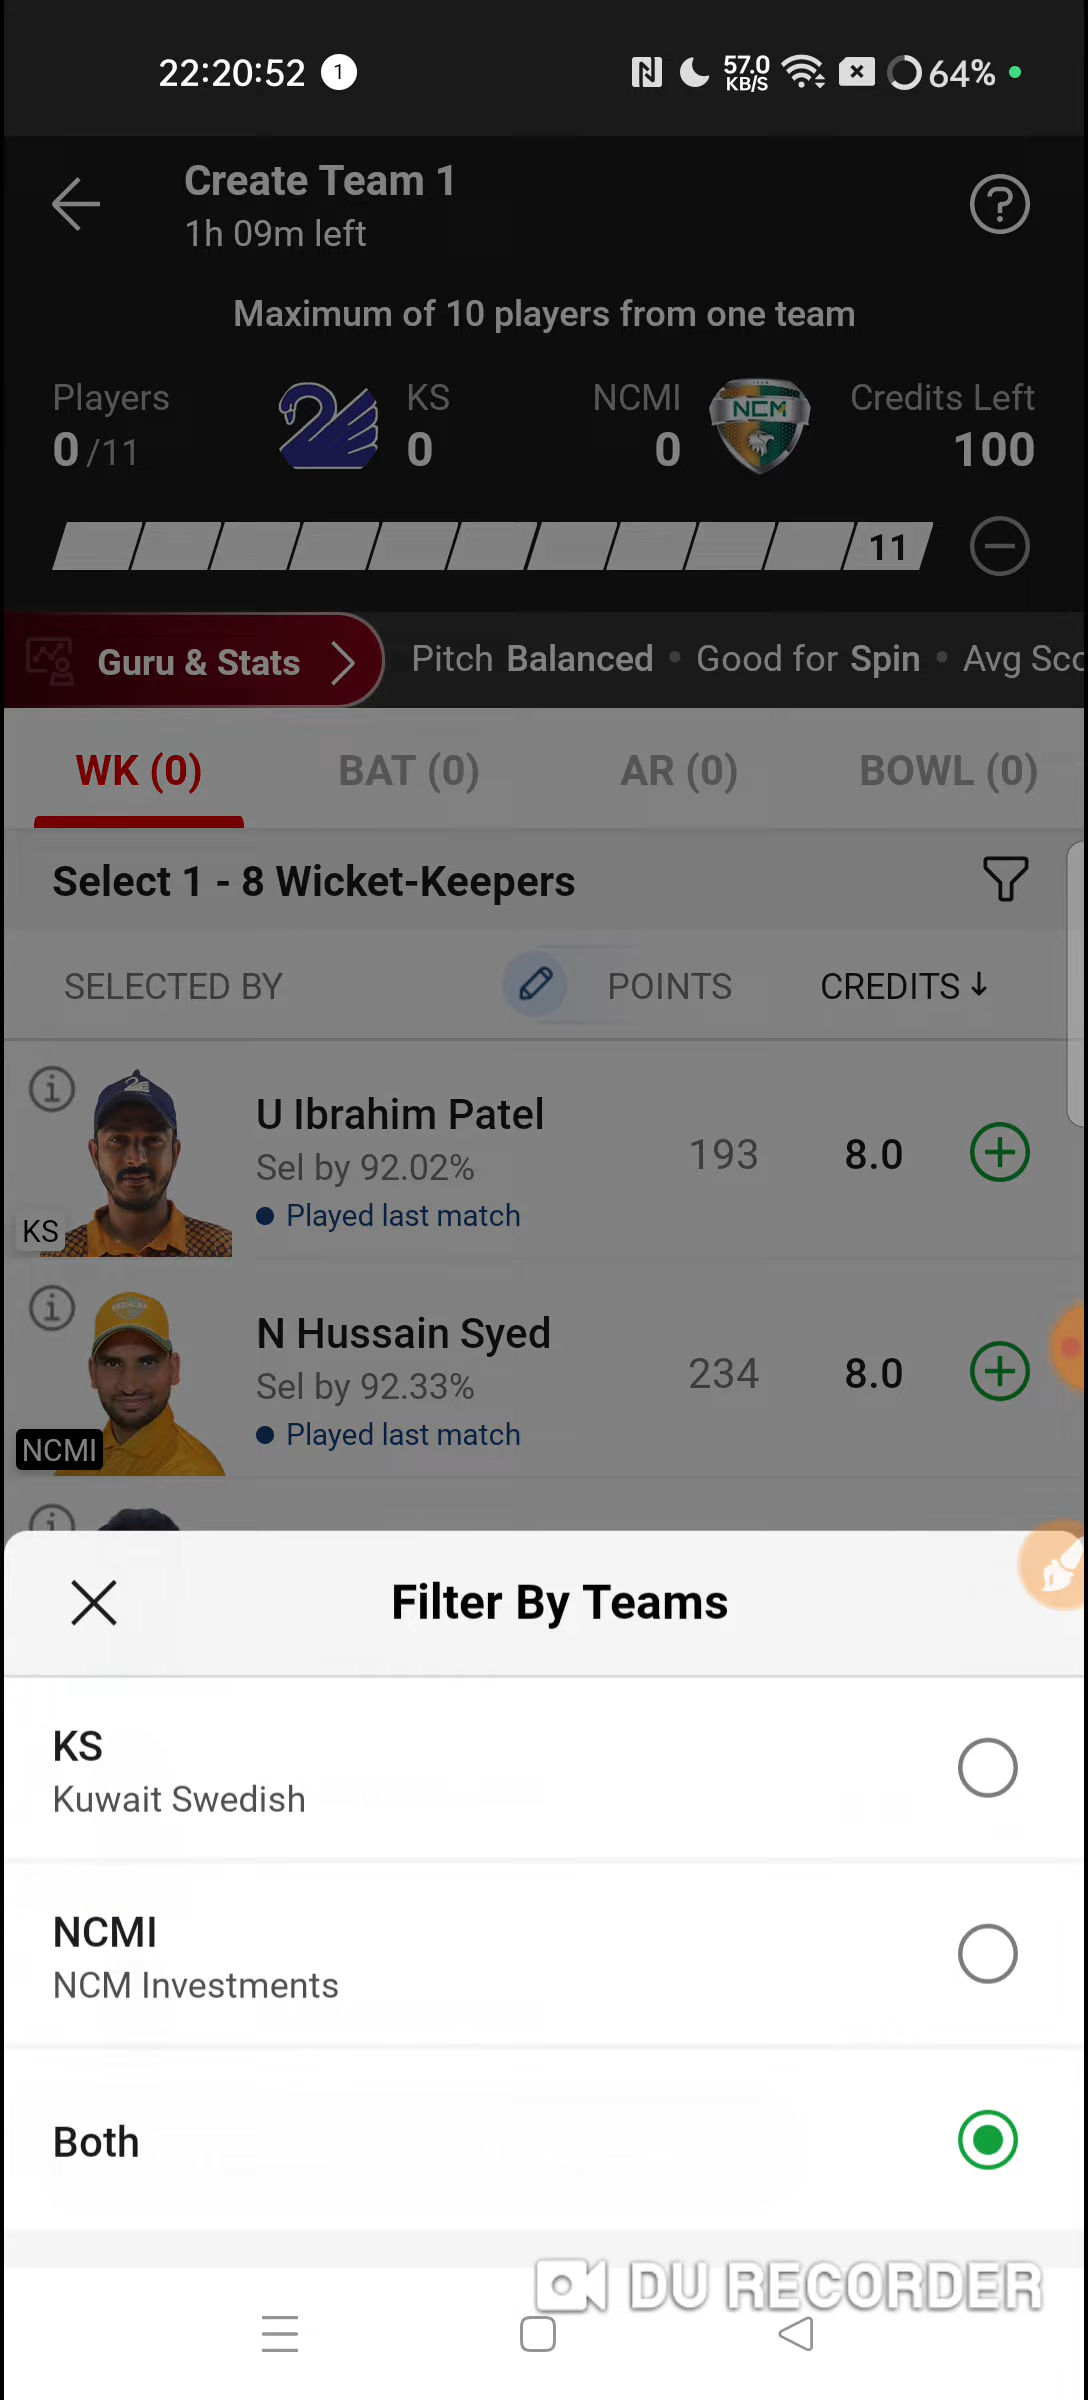 22:20:52 1 57.0 KB/S 64%
Create Team 1
1h 09m left
Maximum of 10 players from one team
Players KS NCMI Credits Left
0 /11 0 0 100
NCM
11
Guru & Stats Pitch Balanced • Good for Spin • Avg Sco
WK (0) BAT (0) AR (0) BOWL (0)
Select 1 - 8 Wicket-Keepers
SELECTED BY POINTS CREDITS ↓
U Ibrahim Patel
Sel by 92.02% 193 8.0
Played last match
KS
N Hussain Syed
Sel by 92.33% 234 8.0
Played last match
NCMI
Filter By Teams
KS
Kuwait Swedish
NCMI
NCM Investments
Both
DU RECORDER